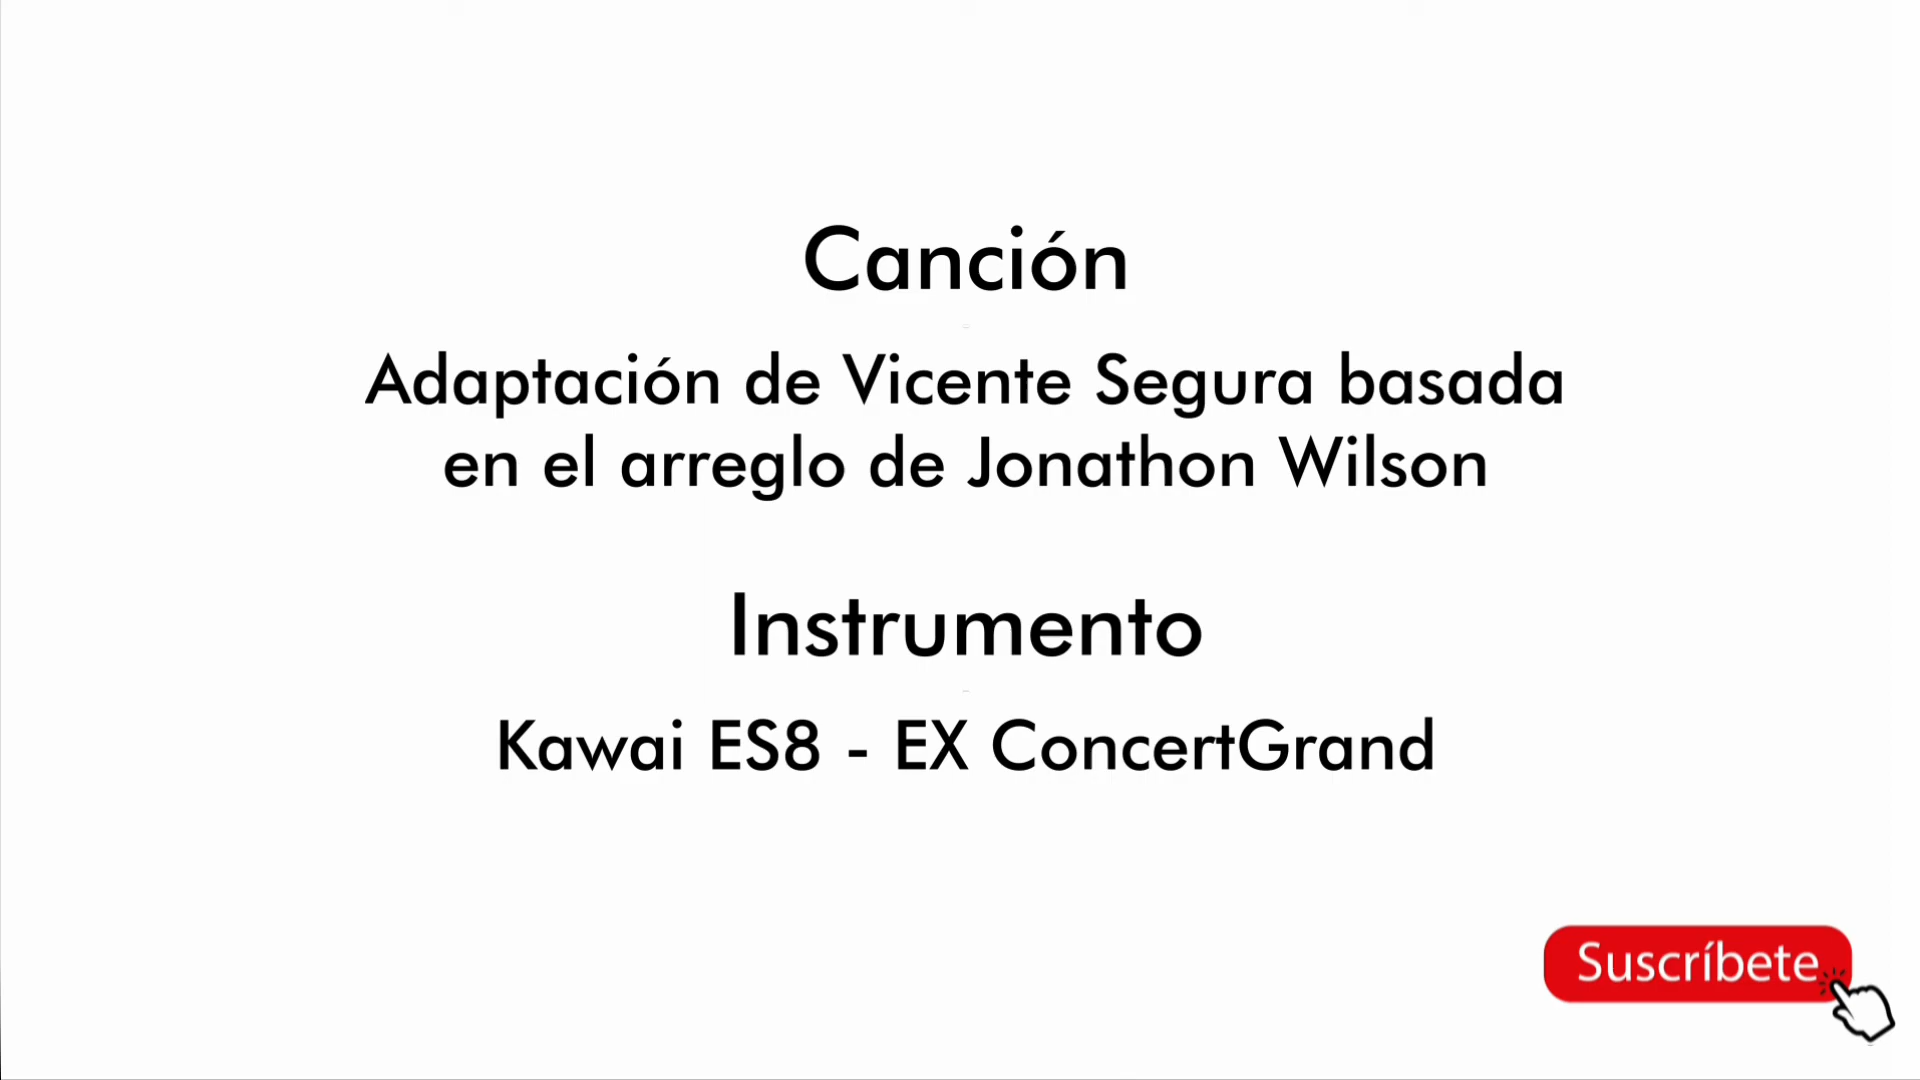 Canción
Adaptación de Vicente Segura basada
en el arreglo de Jonathon Wilson
Instrumento
Kawai ES8 - EX ConcertGrand
Suscríbete